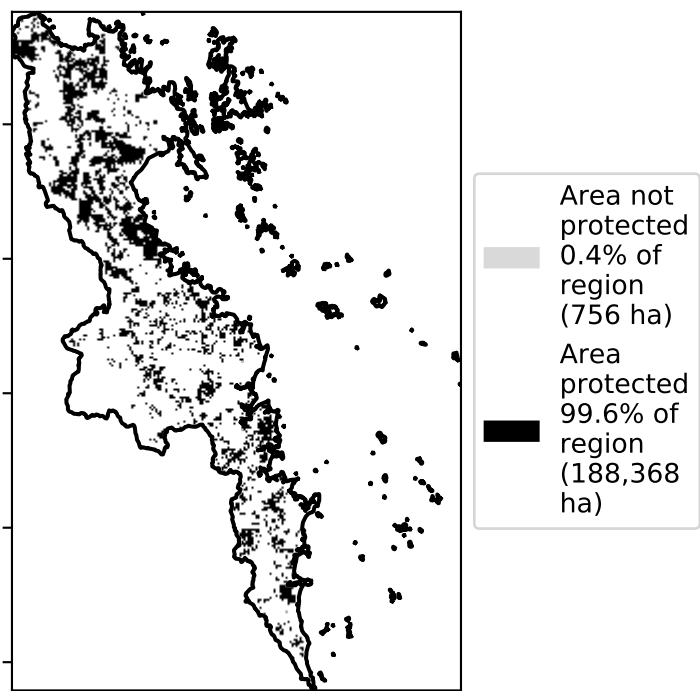 Area not
protected
0.4% of
region
(756 ha)
Area
protected
99.6% of
region
(188,368
ha)